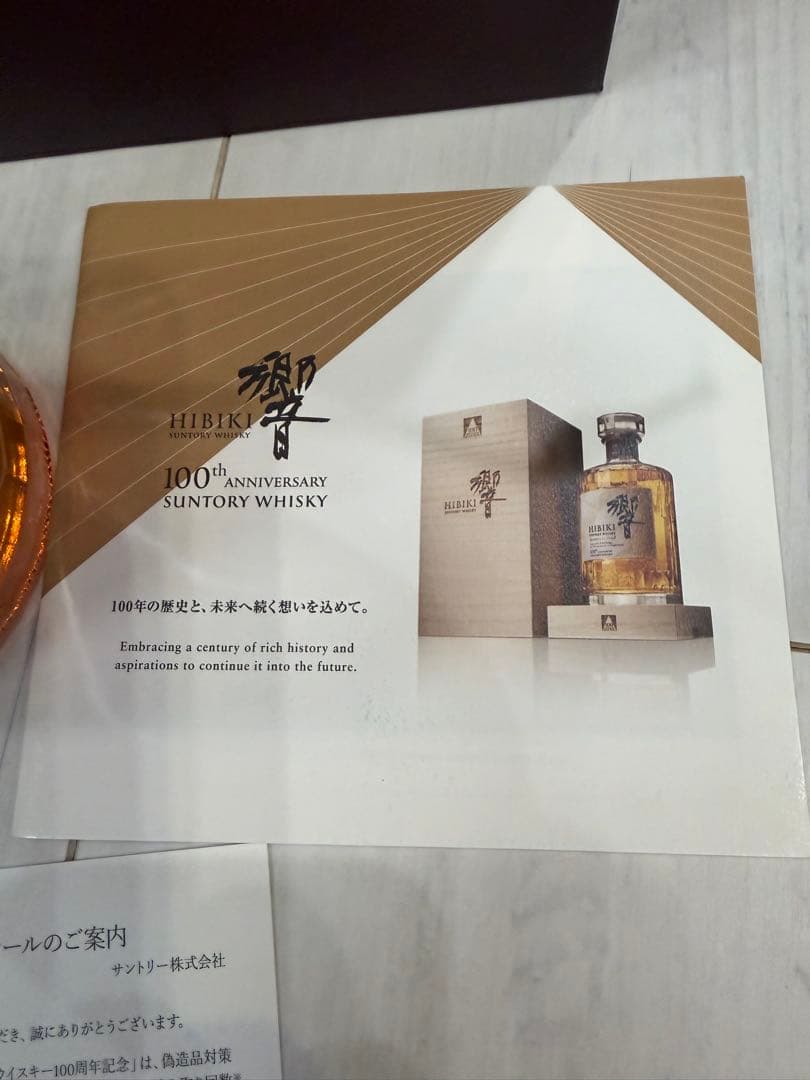 響
HIBIKI
SUNTORY WHISKY
100th ANNIVERSARY
SUNTORY WHISKY
100年の歴史と、未来へ続く想いを込めて。
Embracing a century of rich history and
aspirations to continue it into the future.
響
HIBIKI
SUNTORY WHISKY
響
HIBIKI
SUNTORY WHISKY
ールのご案内
サントリー株式会社
だき、誠にありがとうございます。
ウイスキー100周年記念」は、偽造品対策